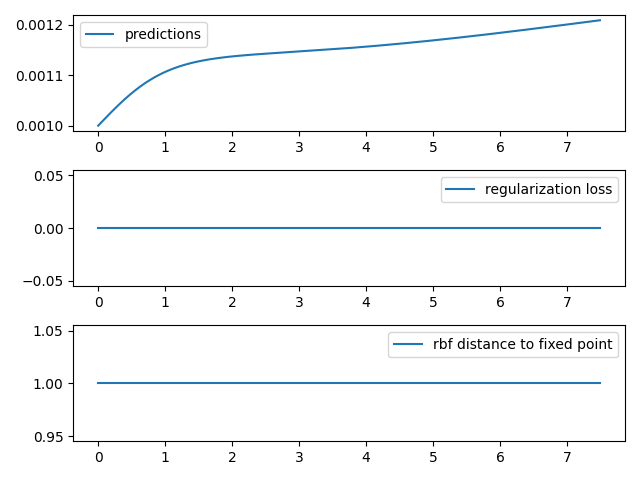 0.0012
predictions
0.0011
0.0010
0 1 2 3 4 5 6 7
0.05
regularization loss
0.00
−0.05
0 1 2 3 4 5 6 7
1.05
rbf distance to fixed point
1.00
0.95
0 1 2 3 4 5 6 7